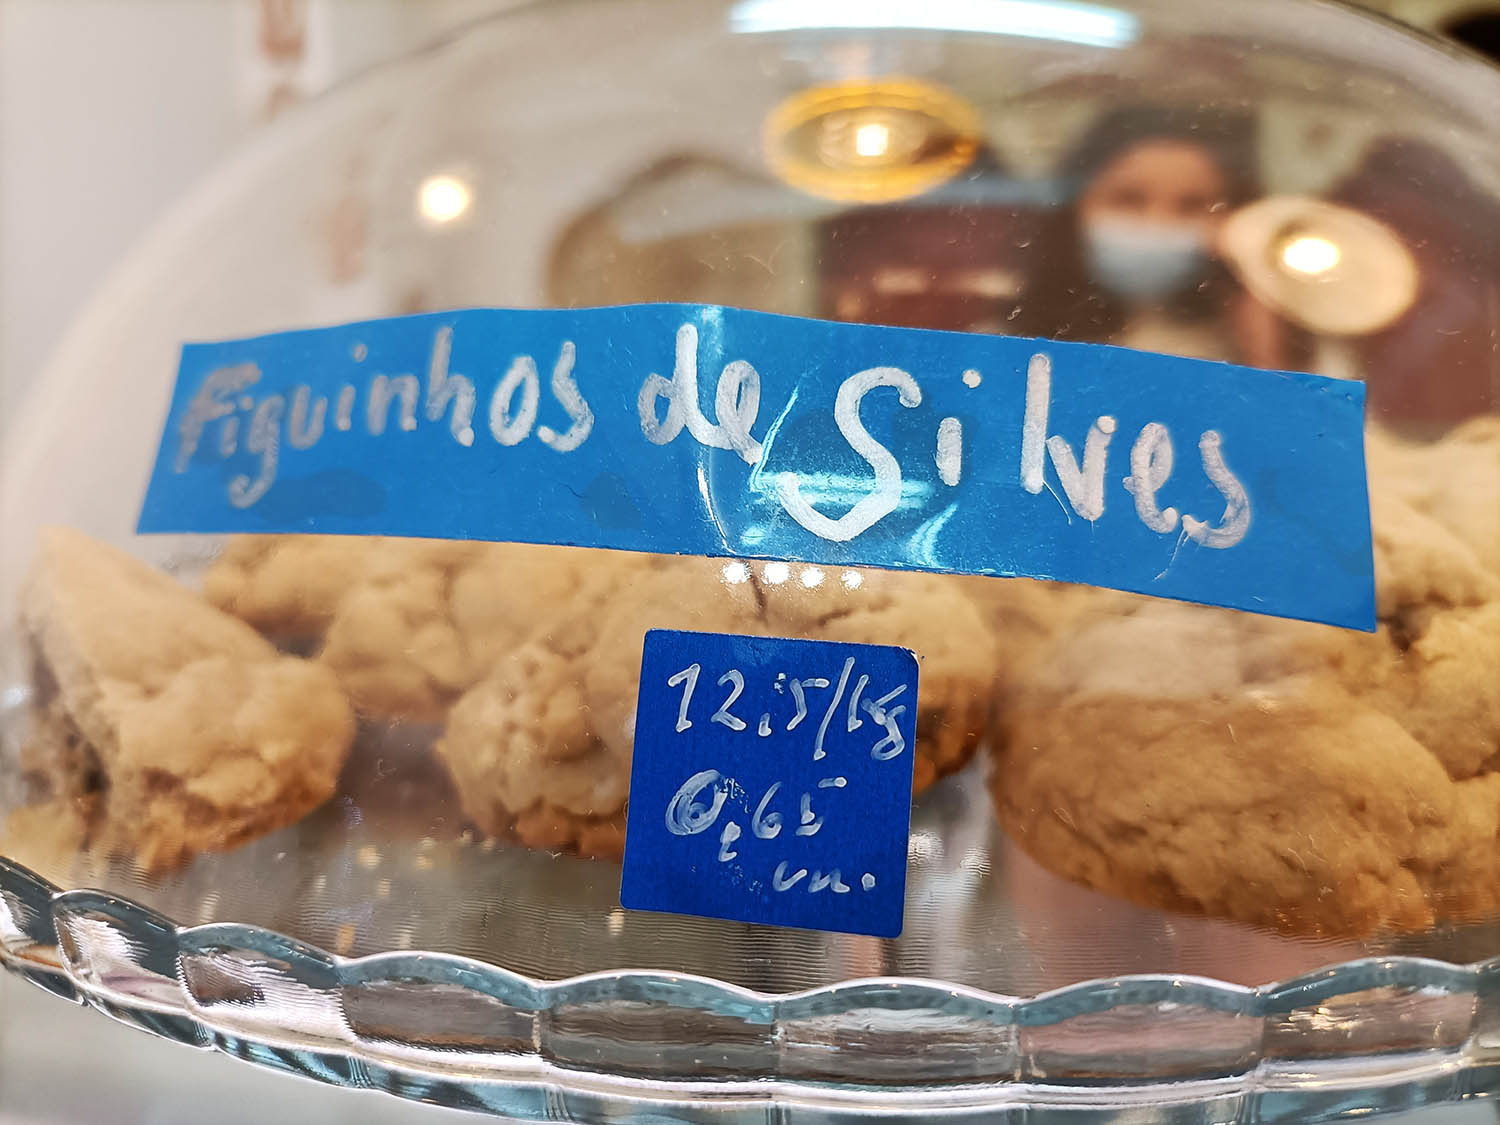 Figuinhos de Silves
12,5/kg
0,65
un.